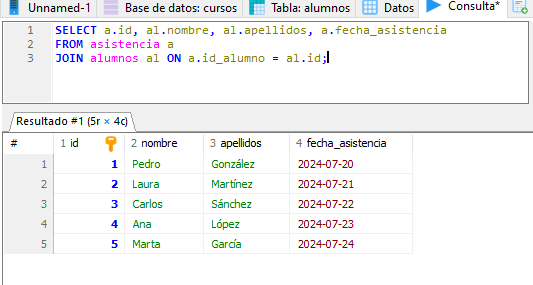 Unnamed-1 Base de datos: cursos Tabla: alumnos Datos Consulta*
1 SELECT a.id, al.nombre, al.apellidos, a.fecha_asistencia
2 FROM asistencia a
3 JOIN alumnos al ON a.id_alumno = al.id;
Resultado #1 (5r × 4c)
# 1 id 2 nombre 3 apellidos 4 fecha_asistencia
1 1 Pedro González 2024-07-20
2 2 Laura Martínez 2024-07-21
3 3 Carlos Sánchez 2024-07-22
4 4 Ana López 2024-07-23
5 5 Marta García 2024-07-24